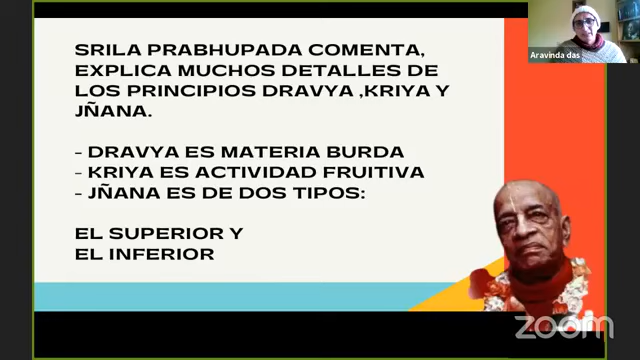 SRILA PRABHUPADA COMENTA,
EXPLICA MUCHOS DETALLES DE
LOS PRINCIPIOS DRAVYA ,KRIYA Y
JÑANA.
- DRAVYA ES MATERIA BURDA
- KRIYA ES ACTIVIDAD FRUITIVA
- JÑANA ES DE DOS TIPOS:
EL SUPERIOR Y
EL INFERIOR
Aravinda das
zoom